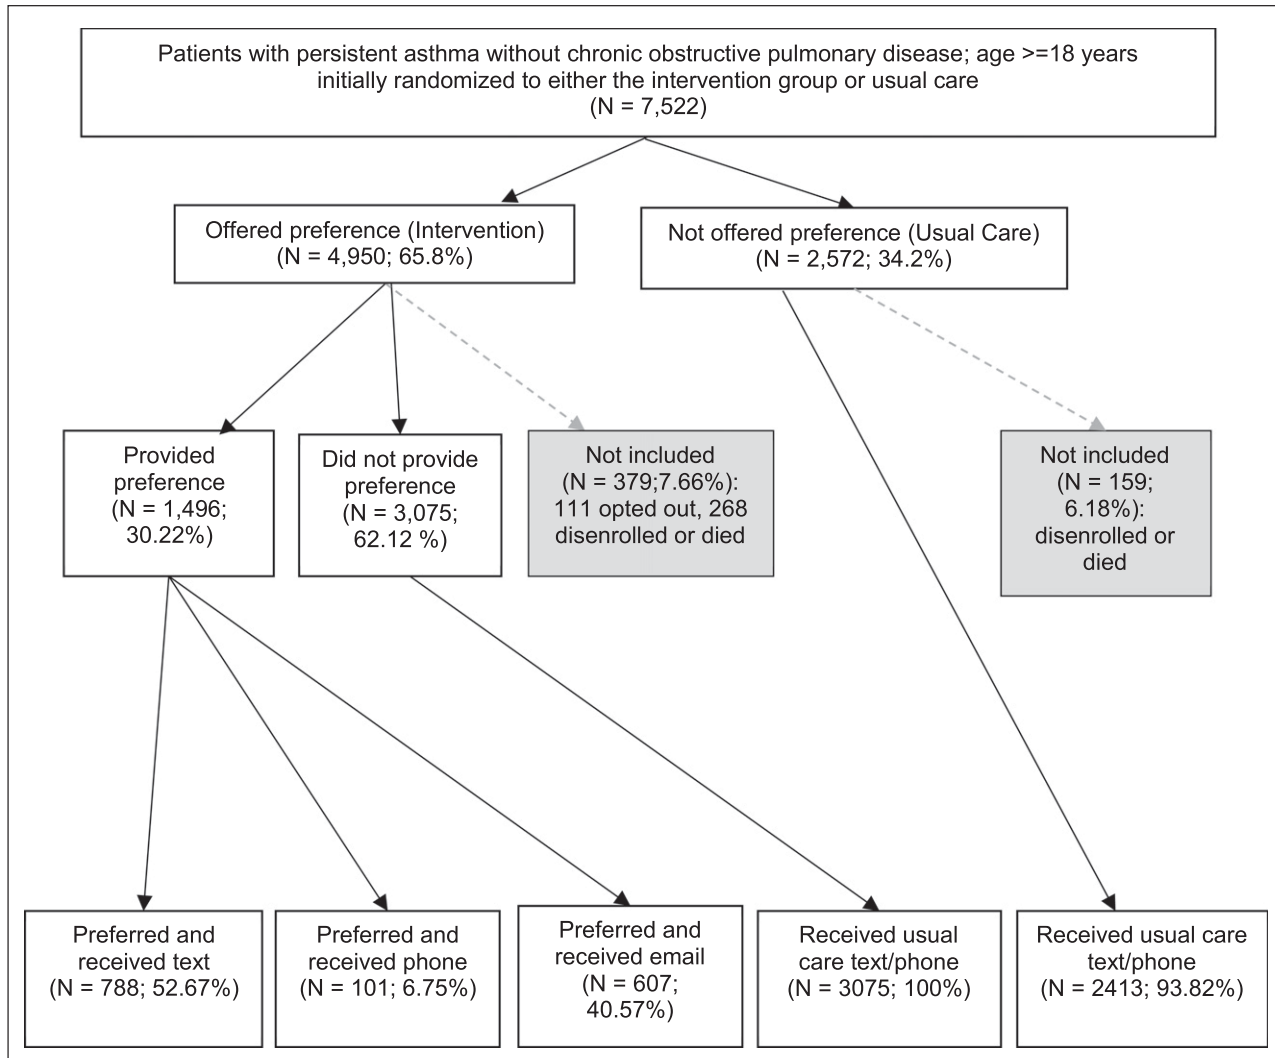 Patients with persistent asthma without chronic obstructive pulmonary disease; age >=18 years
initially randomized to either the intervention group or usual care
(N = 7,522)
Offered preference (Intervention)
(N = 4,950; 65.8%)
Not offered preference (Usual Care)
(N = 2,572; 34.2%)
Provided
preference
(N = 1,496;
30.22%)
Did not provide
preference
(N = 3,075;
62.12 %)
Not included
(N = 379;7.66%):
111 opted out, 268
disenrolled or died
Not included
(N = 159;
6.18%):
disenrolled or
died
Preferred and
received text
(N = 788; 52.67%)
Preferred and
received phone
(N = 101; 6.75%)
Preferred and
received email
(N = 607;
40.57%)
Received usual
care text/phone
(N = 3075; 100%)
Received usual care
text/phone
(N = 2413; 93.82%)